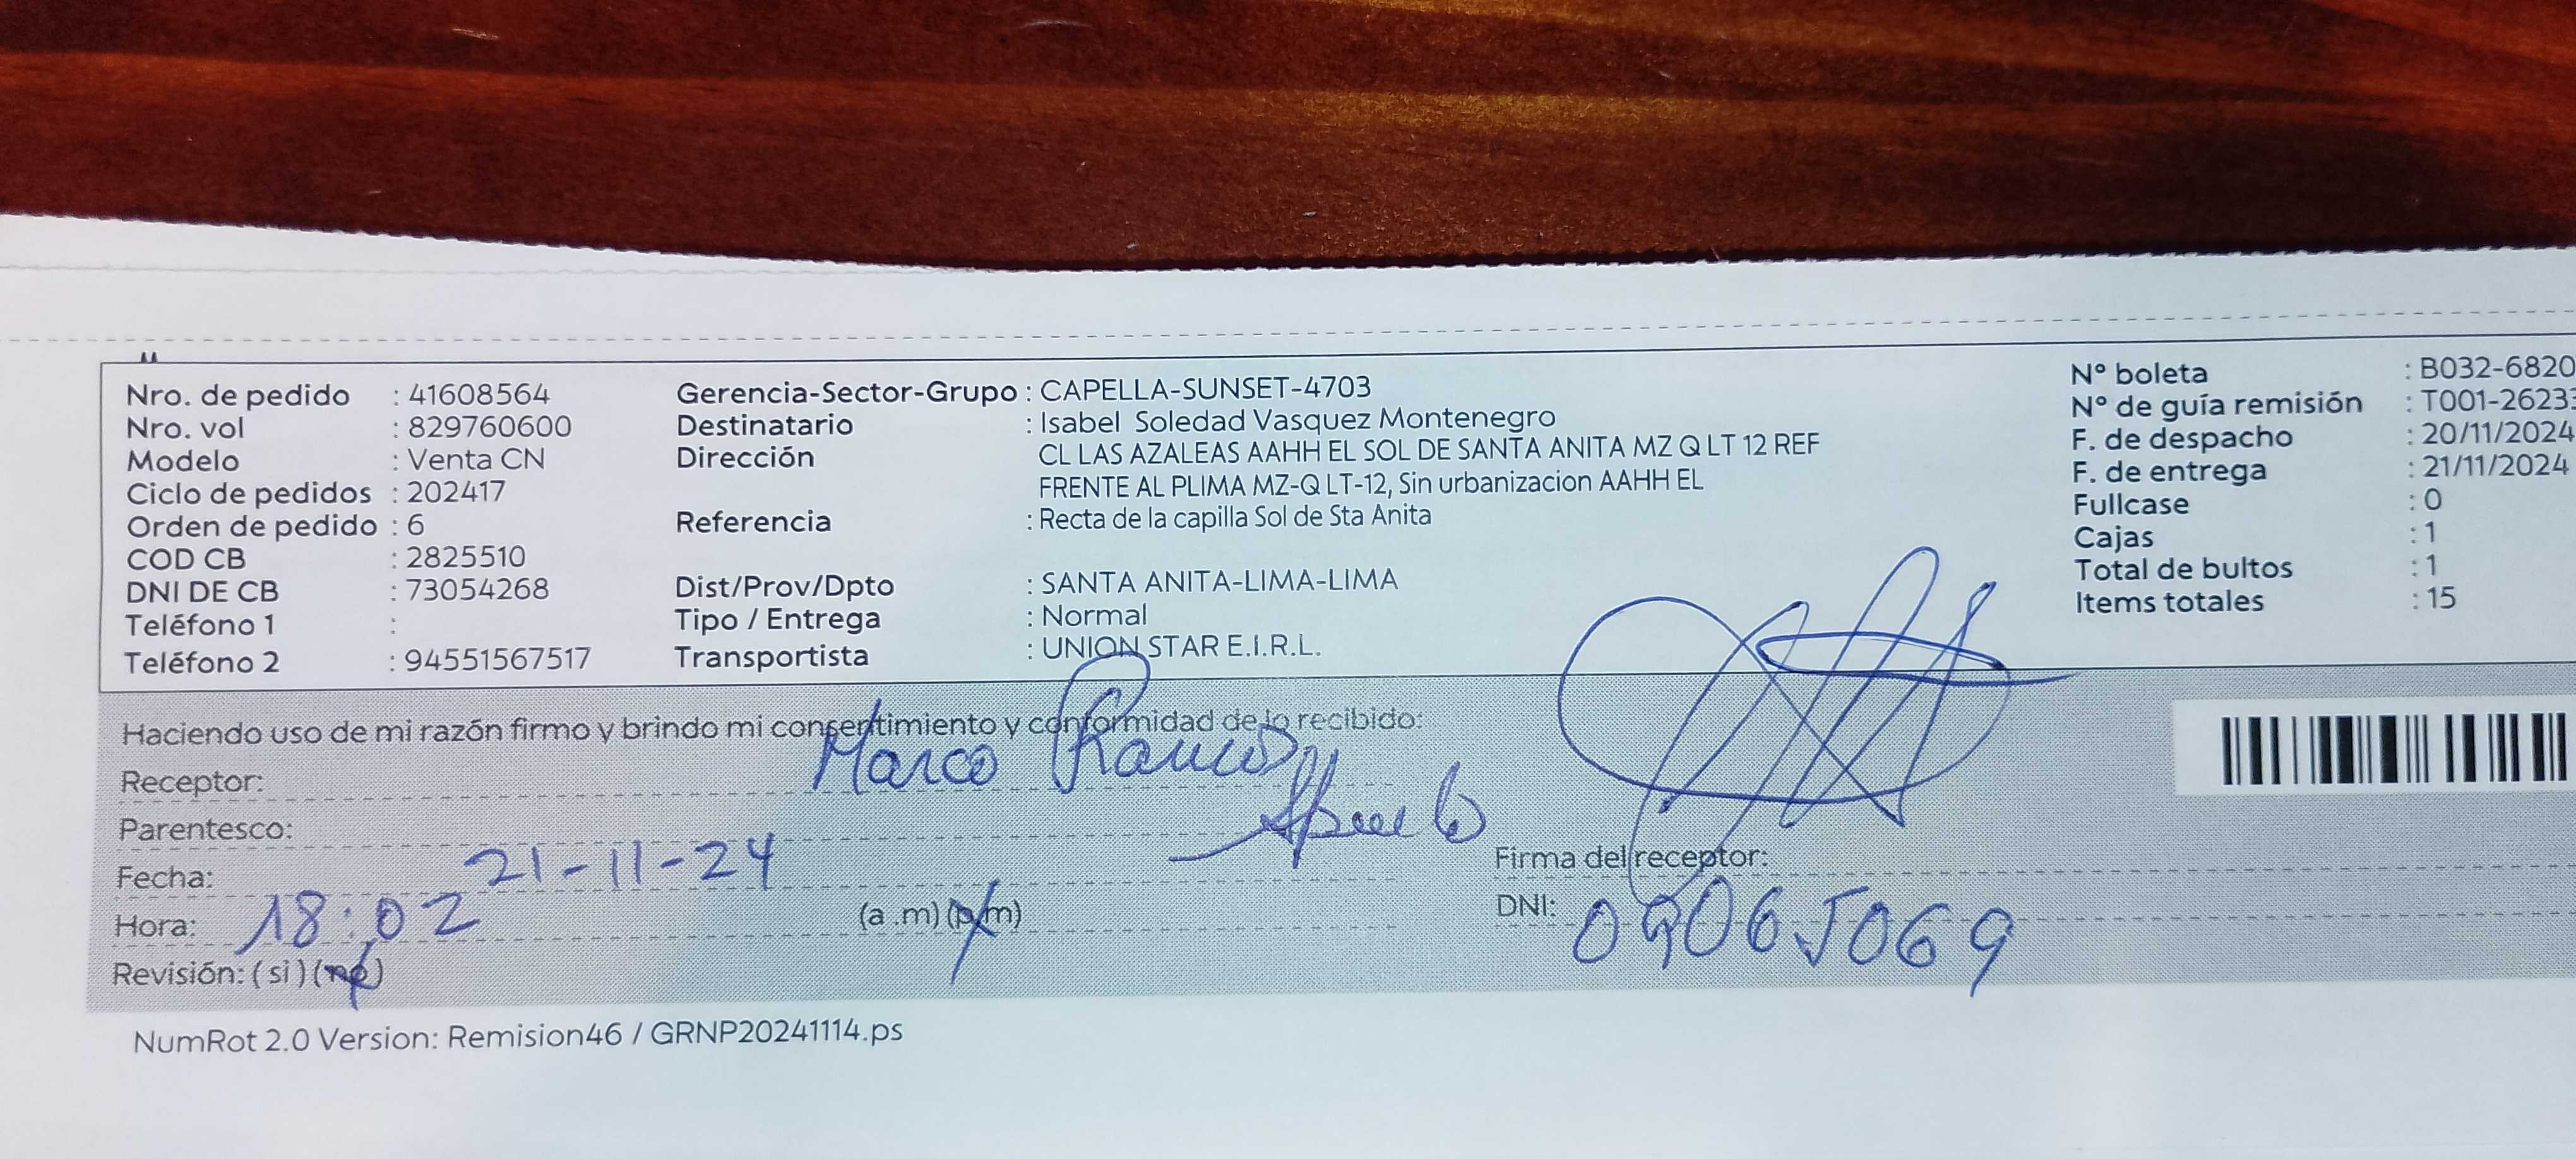 Nro. de pedido : 41608564
Nro. vol : 829760600
Modelo : Venta CN
Ciclo de pedidos : 202417
Orden de pedido : 6
COD CB : 2825510
DNI DE CB : 73054268
Teléfono 1 :
Teléfono 2 : 94551567517
Gerencia-Sector-Grupo : CAPELLA-SUNSET-4703
Destinatario : Isabel Soledad Vasquez Montenegro
Dirección CL LAS AZALEAS AAHH EL SOL DE SANTA ANITA MZ Q LT 12 REF
FRENTE AL PLIMA MZ-Q LT-12, Sin urbanizacion AAHH EL
Referencia : Recta de la capilla Sol de Sta Anita
Dist/Prov/Dpto : SANTA ANITA-LIMA-LIMA
Tipo / Entrega : Normal
Transportista : UNION STAR E.I.R.L.
N° boleta : B032-6820
N° de guía remisión : T001-2623
F. de despacho : 20/11/2024
F. de entrega : 21/11/2024
Fullcase : 0
Cajas : 1
Total de bultos : 1
Items totales : 15
Haciendo uso de mi razón firmo y brindo mi consentimiento y conformidad de lo recibido:
Receptor: Marco Ramos
Parentesco:
Fecha: 21-11-24
Hora: 18:02 (a.m) (p.m)
Revisión: (si) (no)
Firma del receptor:
DNI: 09065069
NumRot 2.0 Version: Remision46 / GRNP20241114.ps